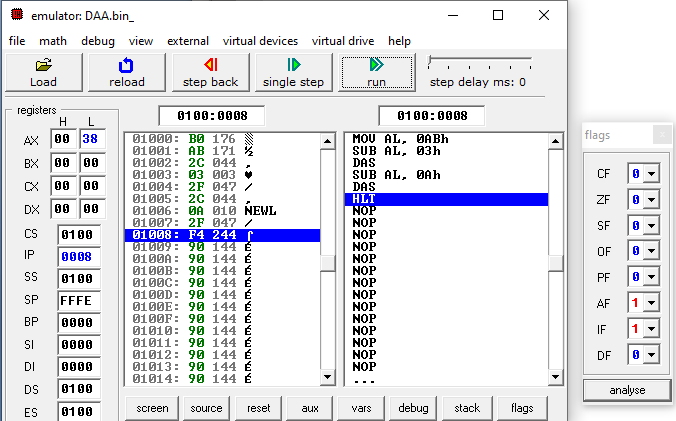 emulator: DAA.bin_
file math debug view external virtual devices virtual drive help
Load reload step back single step run step delay ms: 0
registers
H L
AX 00 38
BX 00 00
CX 00 00
DX 00 00
CS 0100
IP 0008
SS 0100
SP FFFE
BP 0000
SI 0000
DI 0000
DS 0100
ES 0100
0100:0008
01000: B0 176 ▒
01001: AB 171 ½
01002: 2C 044 ,
01003: 03 003 ♥
01004: 2F 047 /
01005: 2C 044 ,
01006: 0A 010 NEWL
01007: 2F 047 /
01008: F4 244 ⌠
01009: 90 144 É
0100A: 90 144 É
0100B: 90 144 É
0100C: 90 144 É
0100D: 90 144 É
0100E: 90 144 É
0100F: 90 144 É
01010: 90 144 É
01011: 90 144 É
01012: 90 144 É
01013: 90 144 É
01014: 90 144 É
0100:0008
MOV AL, 0ABh
SUB AL, 03h
DAS
SUB AL, 0Ah
DAS
HLT
NOP
NOP
NOP
NOP
NOP
NOP
NOP
NOP
NOP
NOP
NOP
NOP
NOP
NOP
...
screen source reset aux vars debug stack flags
flags
CF 0
ZF 0
SF 0
OF 0
PF 0
AF 1
IF 1
DF 0
analyse